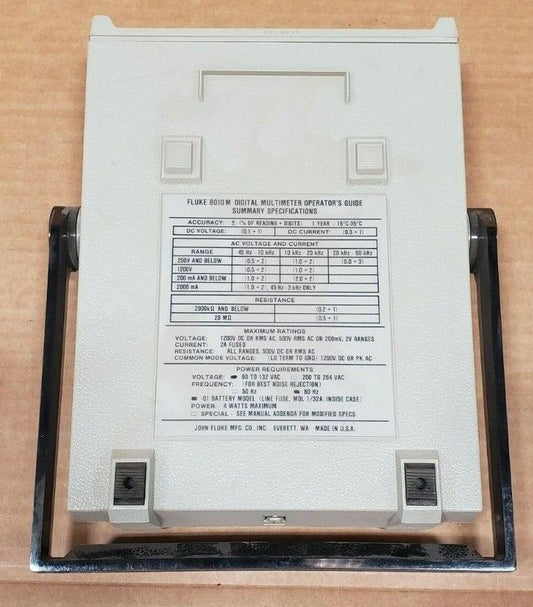 FLUKE 8010M DIGITAL MULTIMETER OPERATOR'S GUIDE
SUMMARY SPECIFICATIONS
ACCURACY: ± (% OF READING + DIGITS) 1 YEAR 15°C-35°C
DC VOLTAGE: (0.1 + 1) DC CURRENT: (0.3 + 1)
AC VOLTAGE AND CURRENT
RANGE 45 Hz - 10 kHz 10 kHz - 20 kHz 20 kHz - 50 kHz
200V AND BELOW (0.5 + 2) (1.0 + 2) (5.0 + 3)
1200V (0.5 + 2) (1.0 + 2)
200 mA AND BELOW (1.0 + 2) (2.0 + 2)
2000 mA (1.0 + 2), 45 Hz - 3 kHz ONLY
RESISTANCE
2000kΩ AND BELOW (0.2 + 1)
20 MΩ (0.5 + 1)
MAXIMUM RATINGS
VOLTAGE: 1200V DC OR RMS AC, 500V RMS AC ON 200mV, 2V RANGES
CURRENT: 2A FUSED
RESISTANCE: ALL RANGES, 500V DC OR RMS AC
COMMON MODE VOLTAGE: (LO TERM TO GND) 1200V DC OR PK AC
POWER REQUIREMENTS
VOLTAGE: 90 TO 132 VAC 200 TO 264 VAC
FREQUENCY: (FOR BEST NOISE REJECTION)
50 Hz 60 Hz
-01 BATTERY MODEL (LINE FUSE, MDL 1/32A, INSIDE CASE)
POWER: 4 WATTS MAXIMUM
SPECIAL - SEE MANUAL ADDENDA FOR MODIFIED SPECS
JOHN FLUKE MFG. CO., INC. EVERETT, WA MADE IN U.S.A.